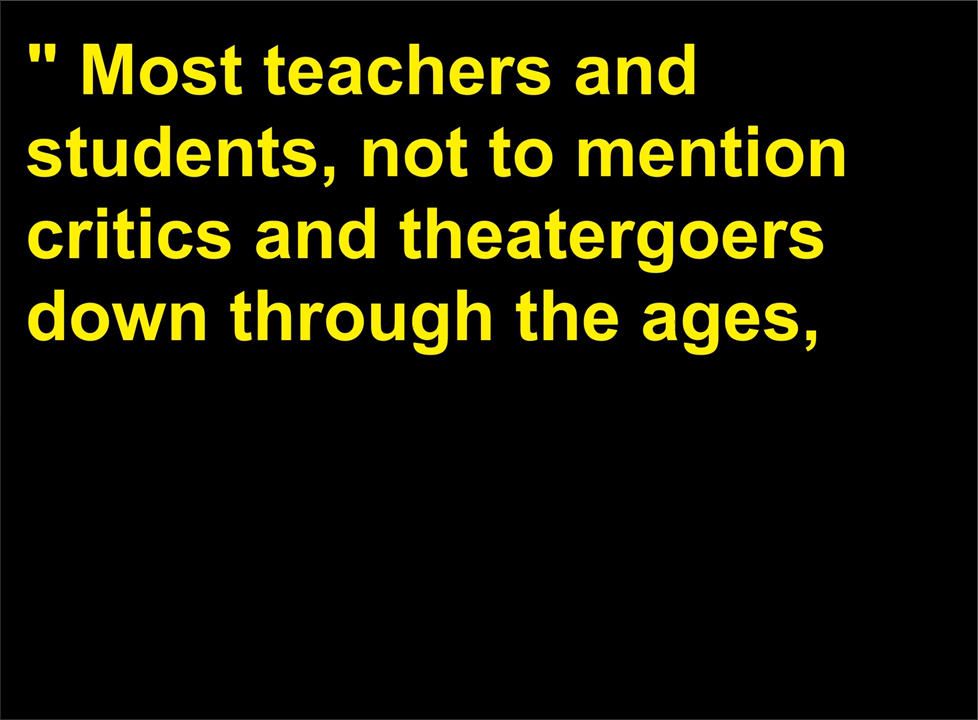 " Most teachers and
students, not to mention
critics and theatergoers
down through the ages,